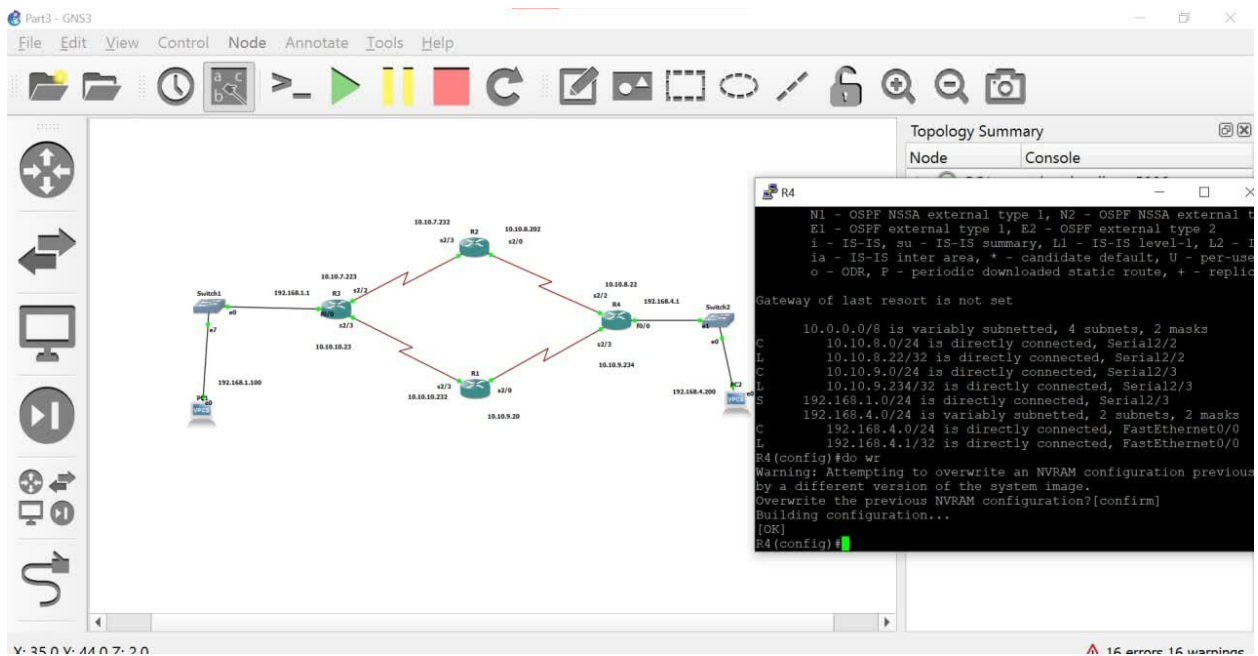 Part3 - GNS3
File Edit View Control Node Annotate Tools Help
Topology Summary
Node Console
R4
N1 - OSPF NSSA external type 1, N2 - OSPF NSSA external t
E1 - OSPF external type 1, E2 - OSPF external type 2
i - IS-IS, su - IS-IS summary, L1 - IS-IS level-1, L2 - I
ia - IS-IS inter area, * - candidate default, U - per-use
o - ODR, P - periodic downloaded static route, + - replic
Gateway of last resort is not set
10.0.0.0/8 is variably subnetted, 4 subnets, 2 masks
C 10.10.8.0/24 is directly connected, Serial2/2
L 10.10.8.22/32 is directly connected, Serial2/2
C 10.10.9.0/24 is directly connected, Serial2/3
L 10.10.9.234/32 is directly connected, Serial2/3
S 192.168.1.0/24 is directly connected, Serial2/3
192.168.4.0/24 is variably subnetted, 2 subnets, 2 masks
C 192.168.4.0/24 is directly connected, FastEthernet0/0
L 192.168.4.1/32 is directly connected, FastEthernet0/0
R4(config)#do wr
Warning: Attempting to overwrite an NVRAM configuration previous
by a different version of the system image.
Overwrite the previous NVRAM configuration?[confirm]
Building configuration...
[OK]
R4(config)#
10.10.7.232
R2
10.10.8.202
s2/3
s2/0
10.10.7.223
Switch1
192.168.1.1
R3
s2/2
e0
f0/0
e7
s2/3
10.10.10.23
10.10.8.22
s2/2
R4
192.168.4.1
Switch2
f0/0
e1
s2/3
e0
10.10.9.234
R1
s2/3
s2/0
10.10.10.232
10.10.9.20
192.168.1.100
PC1
e0
VPCS
192.168.4.200
PC2
e0
VPCS
X: 35.0 Y: 44.0 Z: 2.0
16 errors 16 warnings